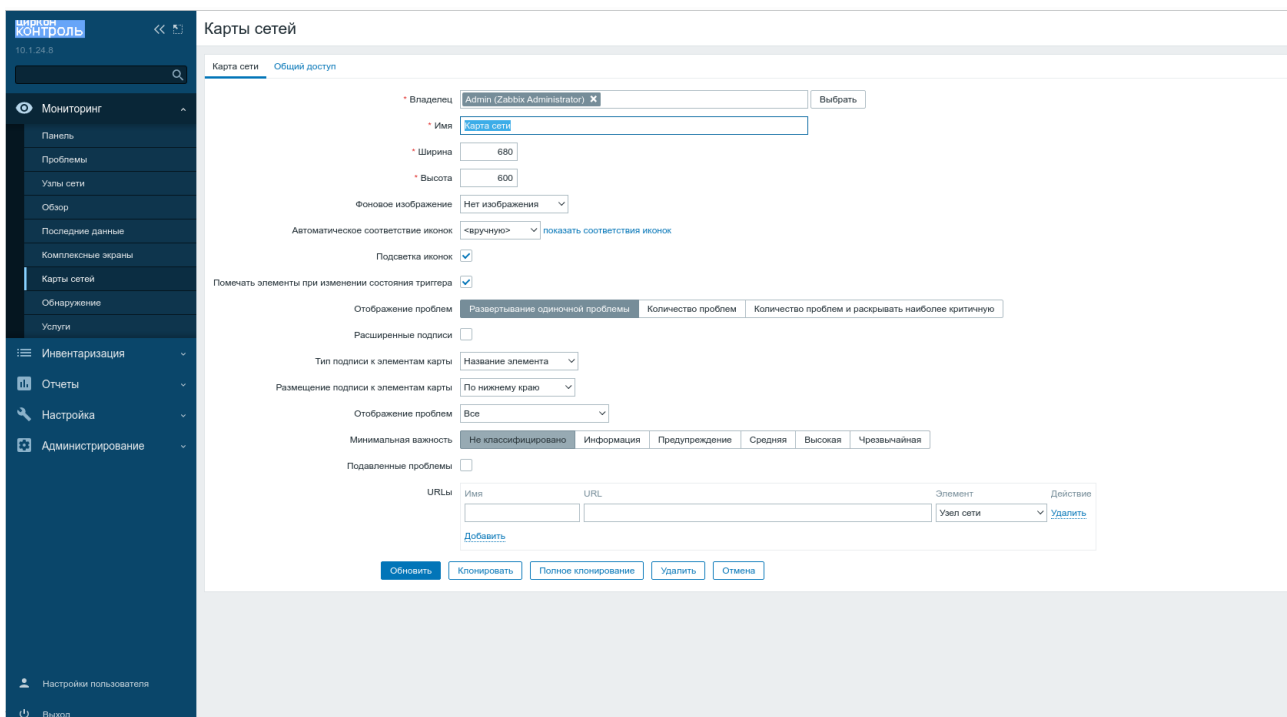 циркон
контроль
10.1.24.8
Мониторинг
Панель
Проблемы
Узлы сети
Обзор
Последние данные
Комплексные экраны
Карты сетей
Обнаружение
Услуги
Инвентаризация
Отчеты
Настройка
Администрирование
Настройки пользователя
Выход
Карты сетей
Карта сети Общий доступ
* Владелец Admin (Zabbix Administrator) Выбрать
* Имя Карта сети
* Ширина 680
* Высота 600
Фоновое изображение Нет изображения
Автоматическое соответствие иконок <вручную> показать соответствия иконок
Подсветка иконок
Помечать элементы при изменении состояния триггера
Отображение проблем Развертывание одиночной проблемы Количество проблем Количество проблем и раскрывать наиболее критичную
Расширенные подписи
Тип подписи к элементам карты Название элемента
Размещение подписи к элементам карты По нижнему краю
Отображение проблем Все
Минимальная важность Не классифицировано Информация Предупреждение Средняя Высокая Чрезвычайная
Подавленные проблемы
URLы Имя URL Элемент Действие
Узел сети Удалить
Добавить
Обновить Клонировать Полное клонирование Удалить Отмена